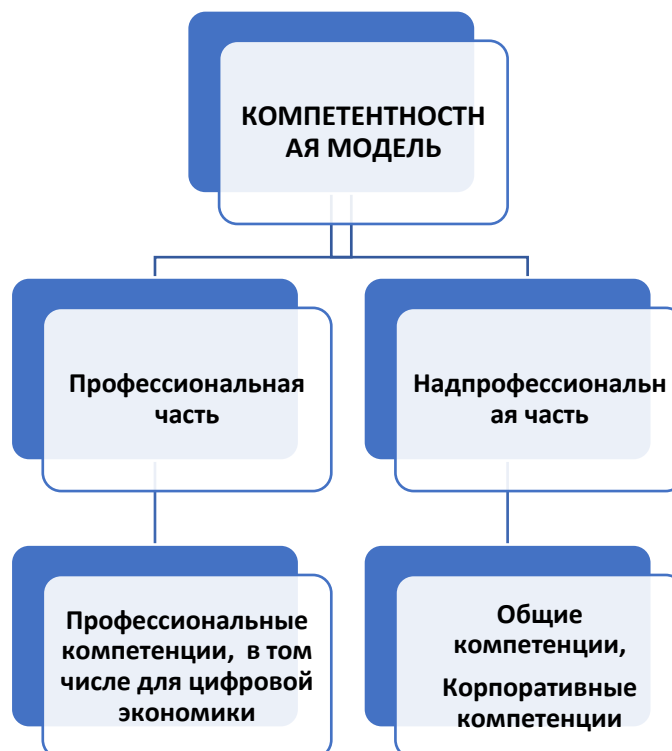 КОМПЕТЕНТНОСТН
АЯ МОДЕЛЬ
Профессиональная
часть
Надпрофессиональн
ая часть
Профессиональные
компетенции, в том
числе для цифровой
экономики
Общие
компетенции,
Корпоративные
компетенции